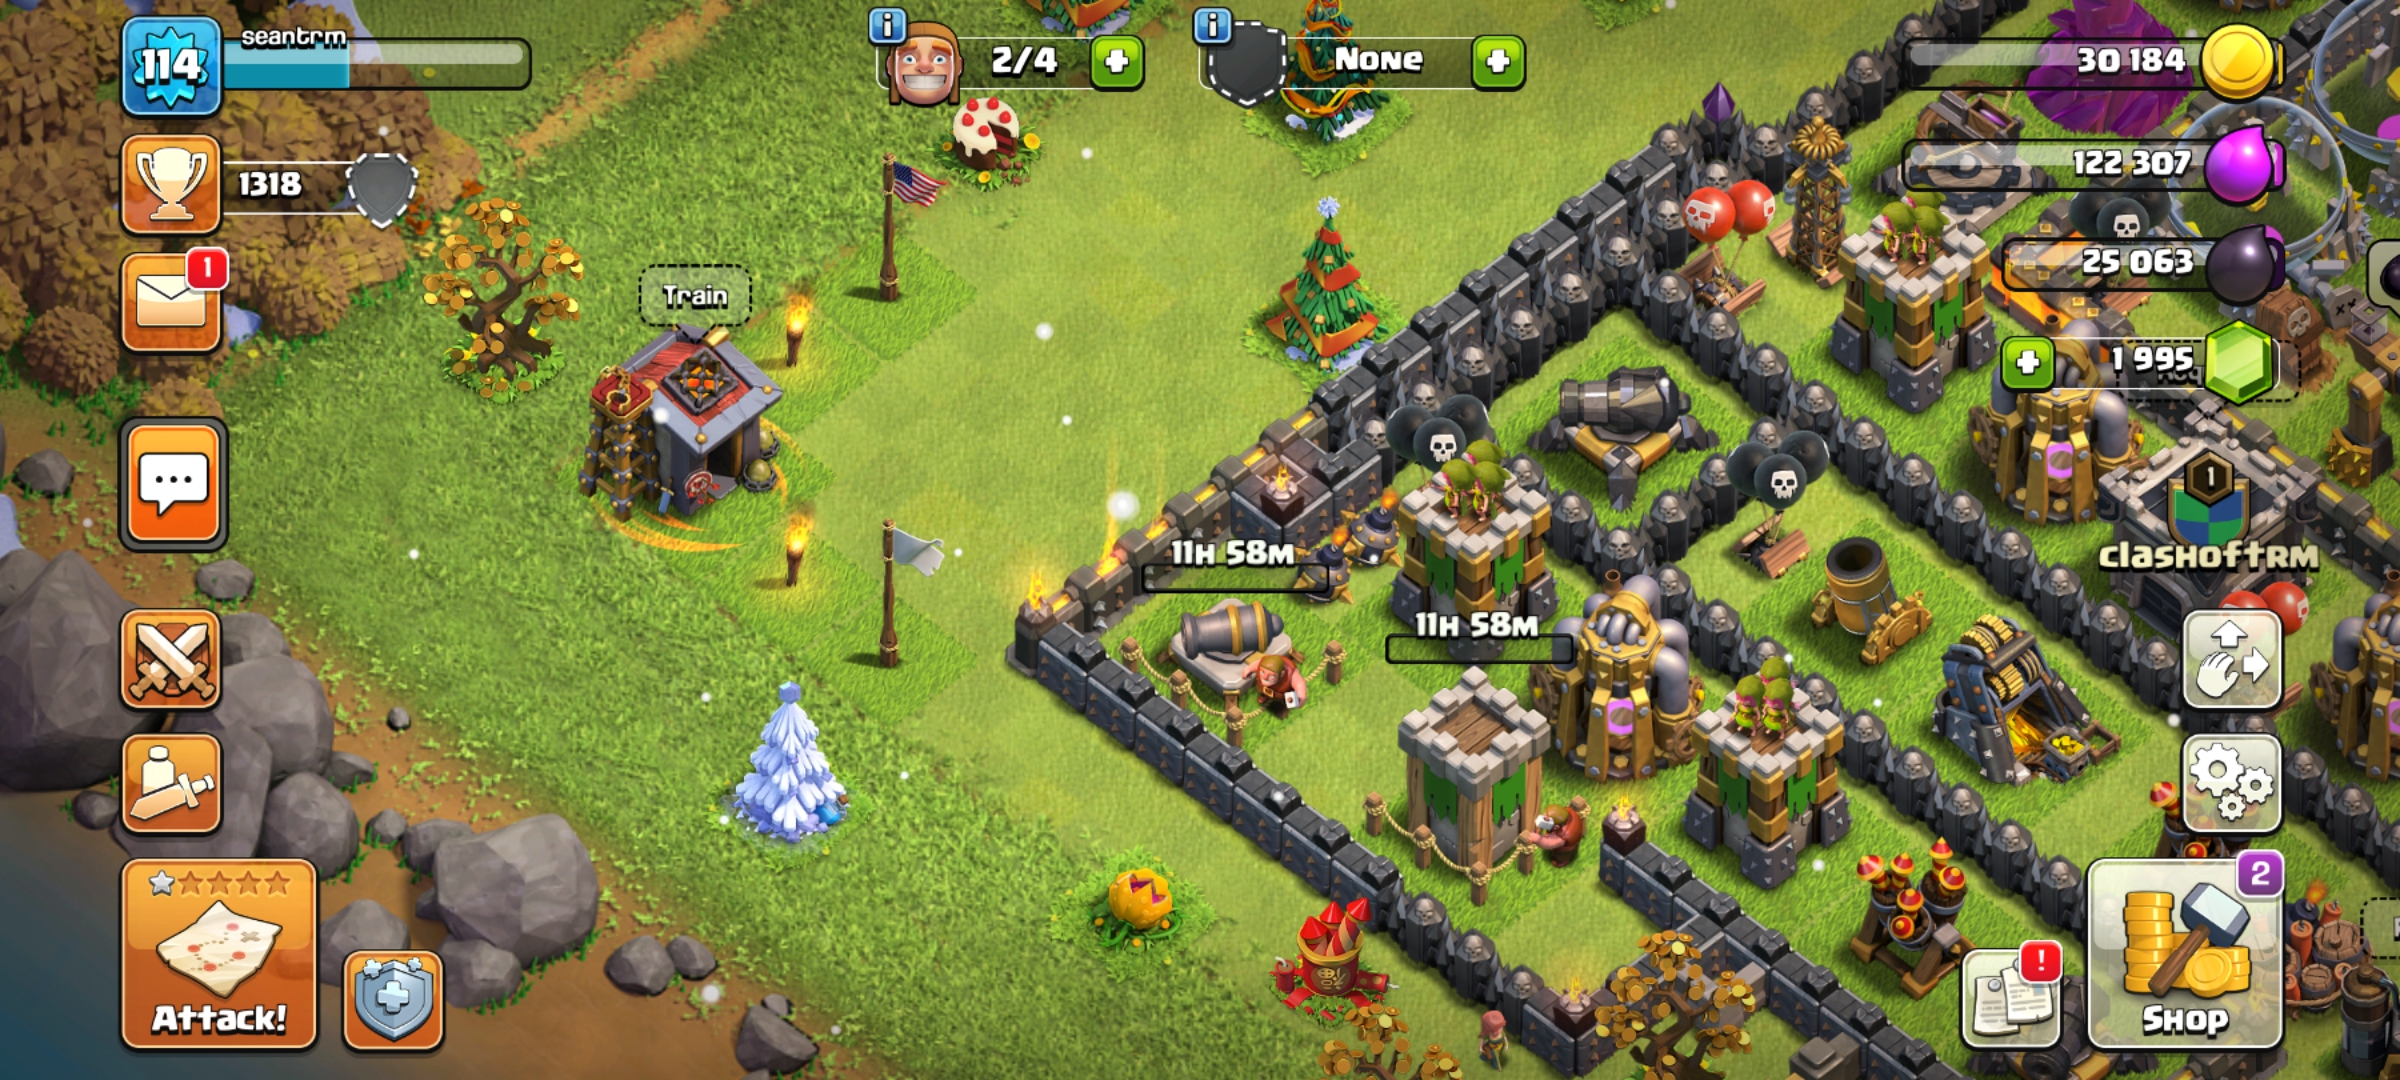 114
seantrm
2/4
None
30 184
1318
122 307
1
25 063
Train
1 995
1
clashoftRM
11H 58M
11H 58M
2
!
Attack!
Shop